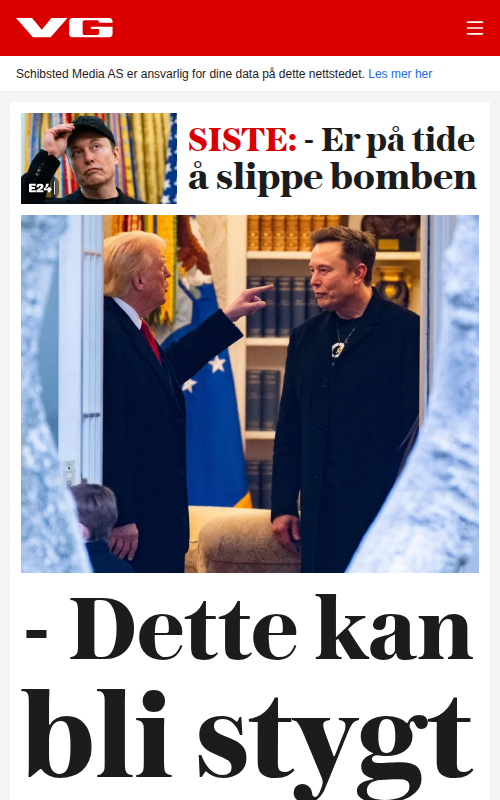 VG
Schibsted Media AS er ansvarlig for dine data på dette nettstedet. Les mer her
SISTE: - Er på tide
å slippe bomben
E24
- Dette kan
bli stygt